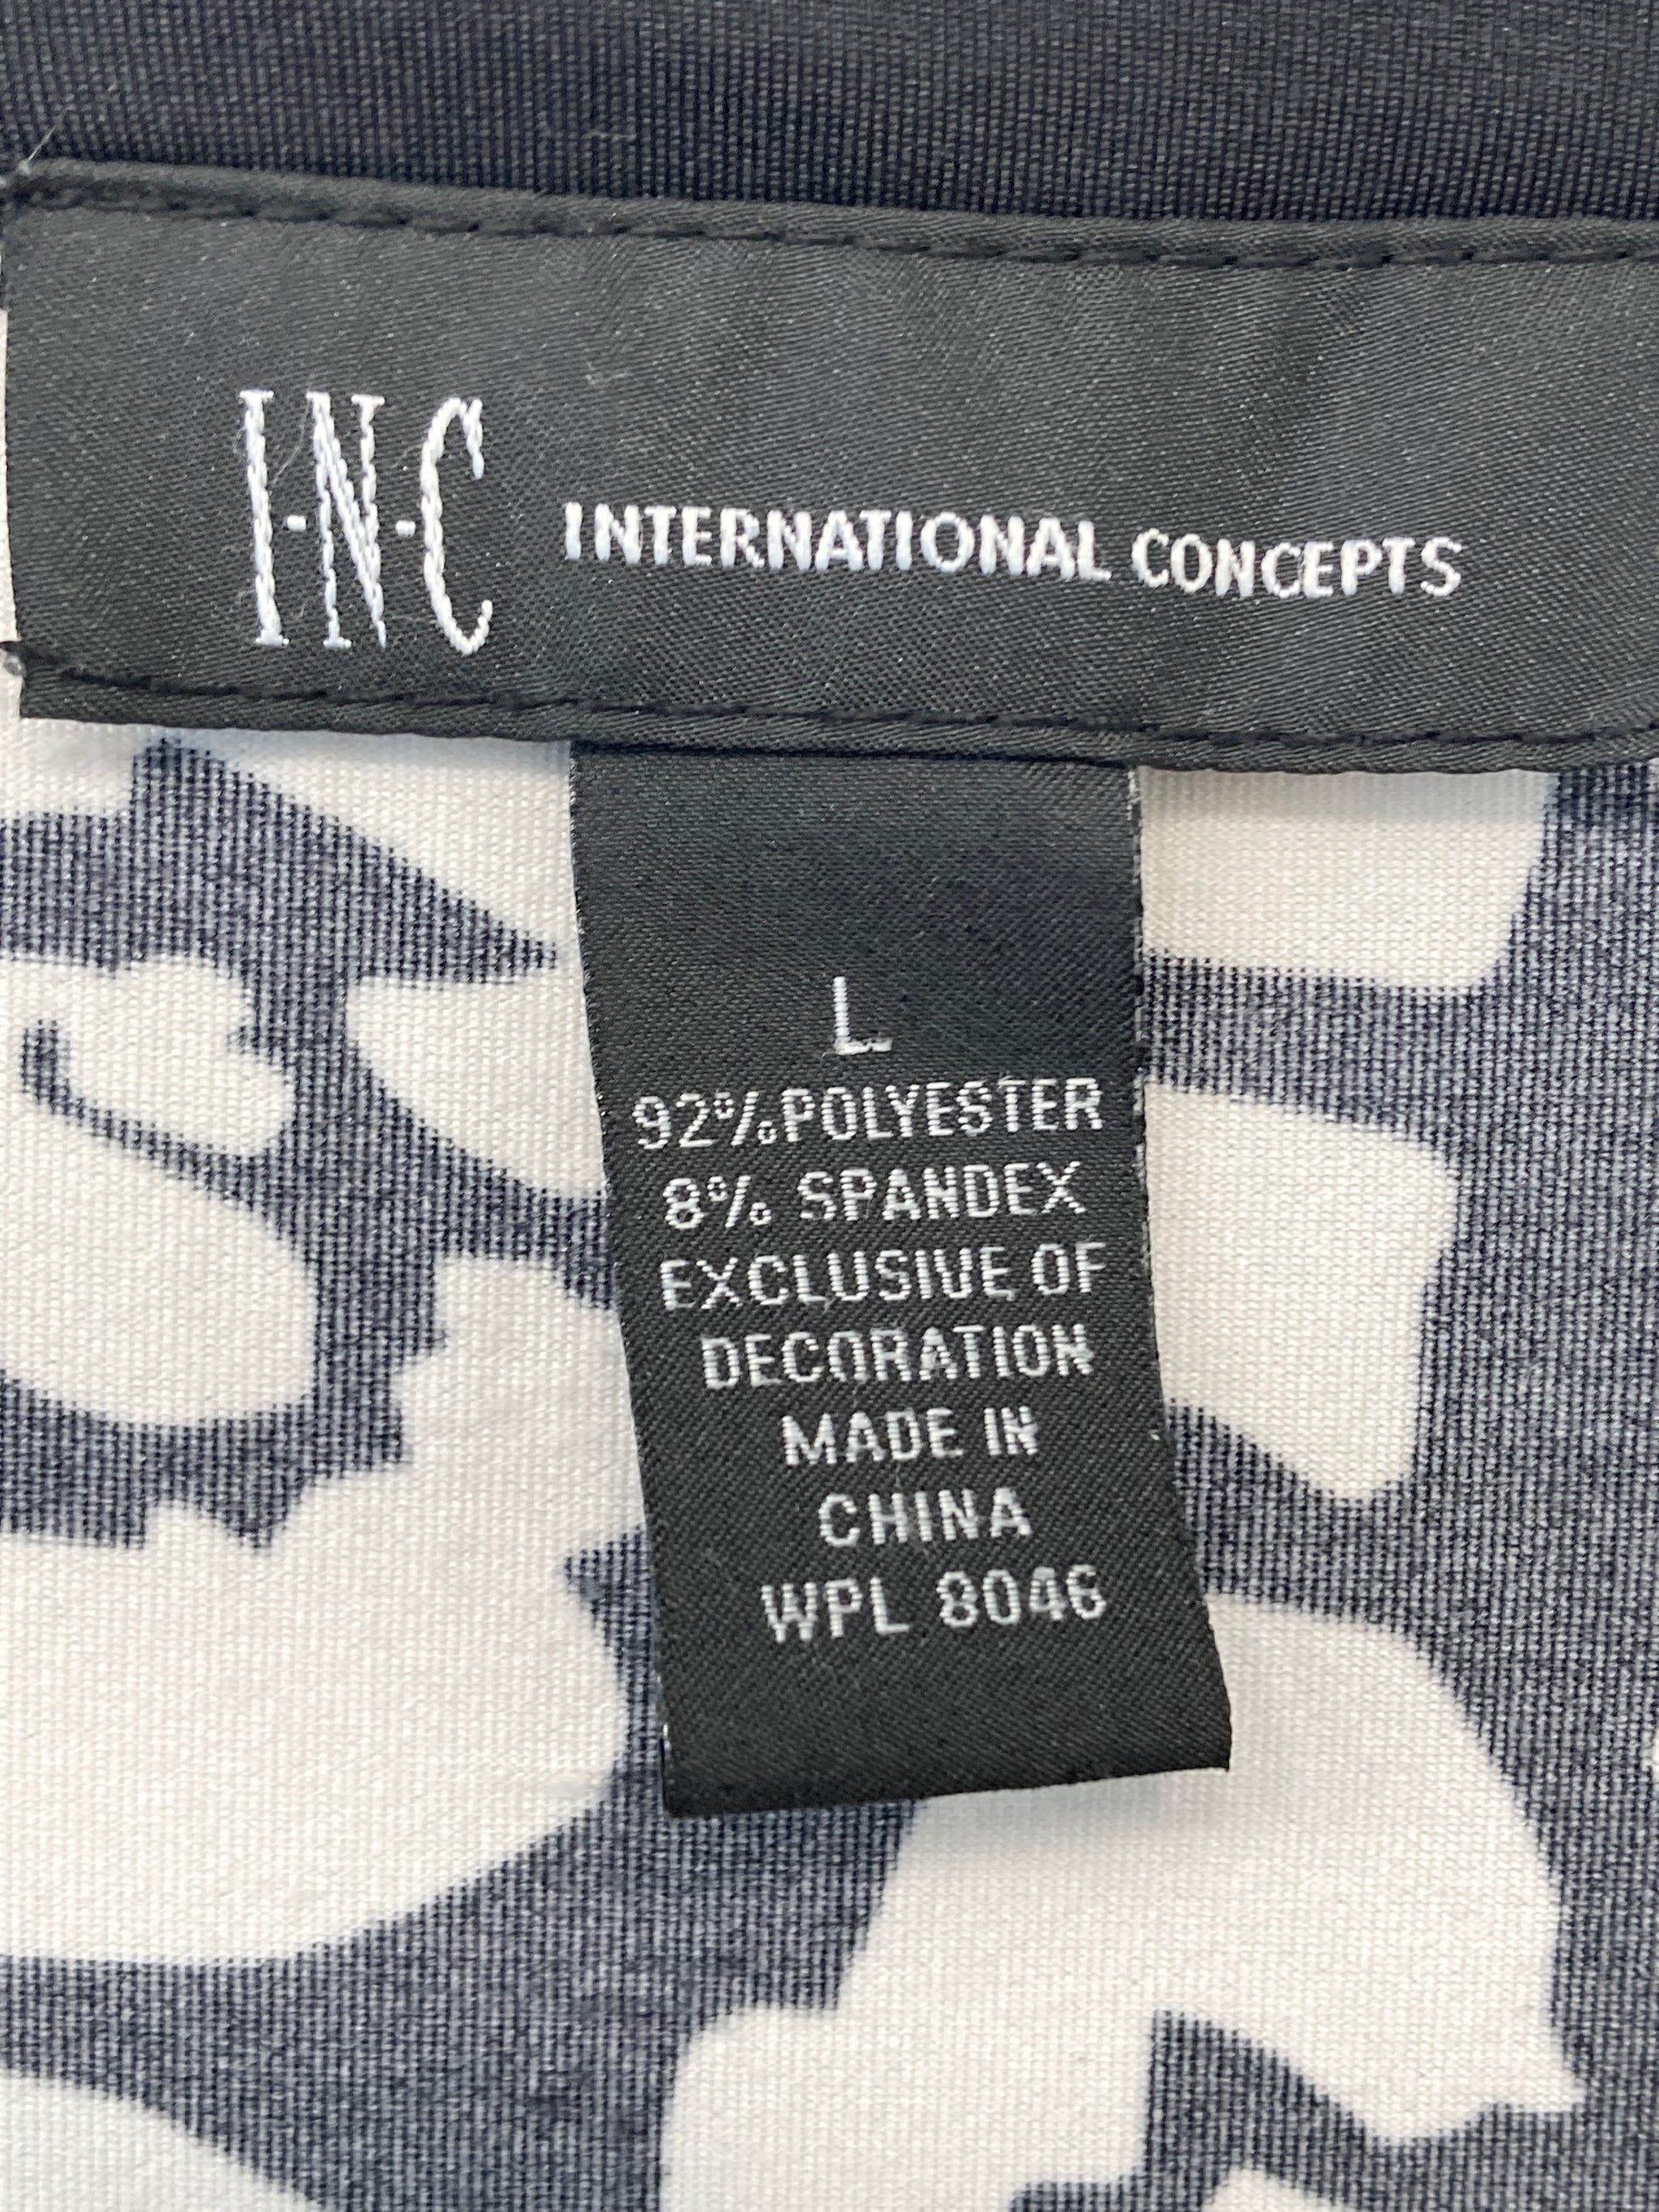 I-N-C INTERNATIONAL CONCEPTS
L
92% POLYESTER
8% SPANDEX
EXCLUSIVE OF
DECORATION
MADE IN
CHINA
WPL 8046